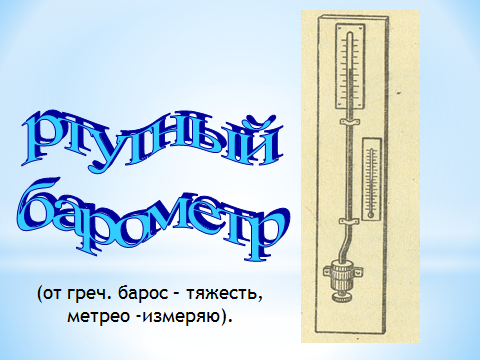 ртутный
барометр
(от греч. барос – тяжесть,
метрео -измеряю).